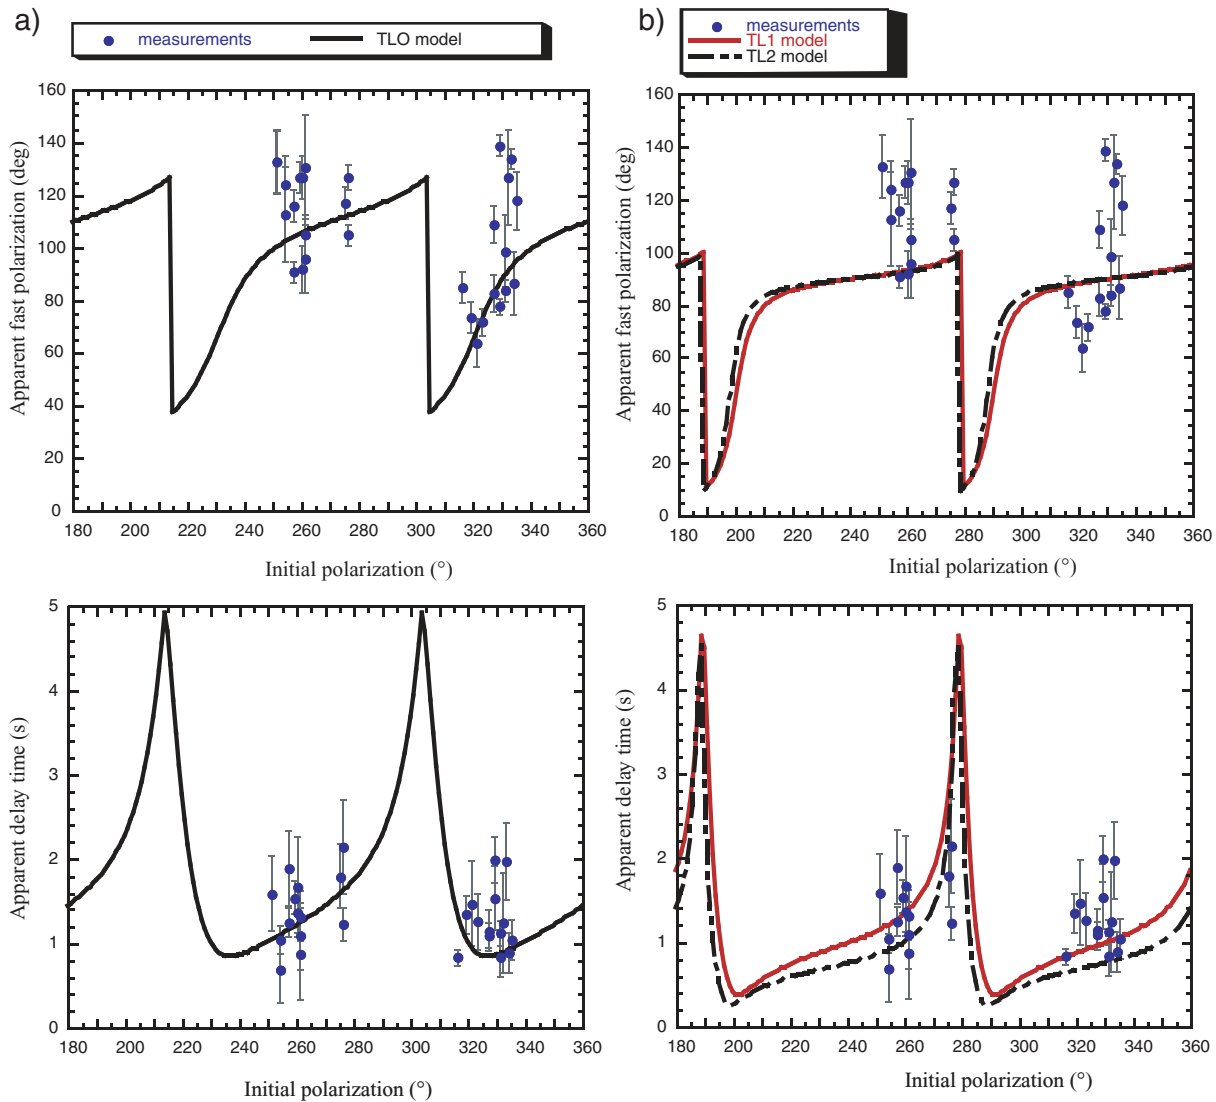 a)
measurements
TLO model
160
140
120
100
80
60
40
20
0
Apparent fast polarization (deg)
180 200 220 240 260 280 300 320 340 360
Initial polarization (°)
b)
measurements
TL1 model
TL2 model
160
140
120
100
80
60
40
20
0
Apparent fast polarization (deg)
180 200 220 240 260 280 300 320 340 360
Initial polarization (°)
5
4
3
2
1
0
Apparent delay time (s)
180 200 220 240 260 280 300 320 340 360
Initial polarization (°)
5
4
3
2
1
0
Apparent delay time (s)
180 200 220 240 260 280 300 320 340 360
Initial polarization (°)